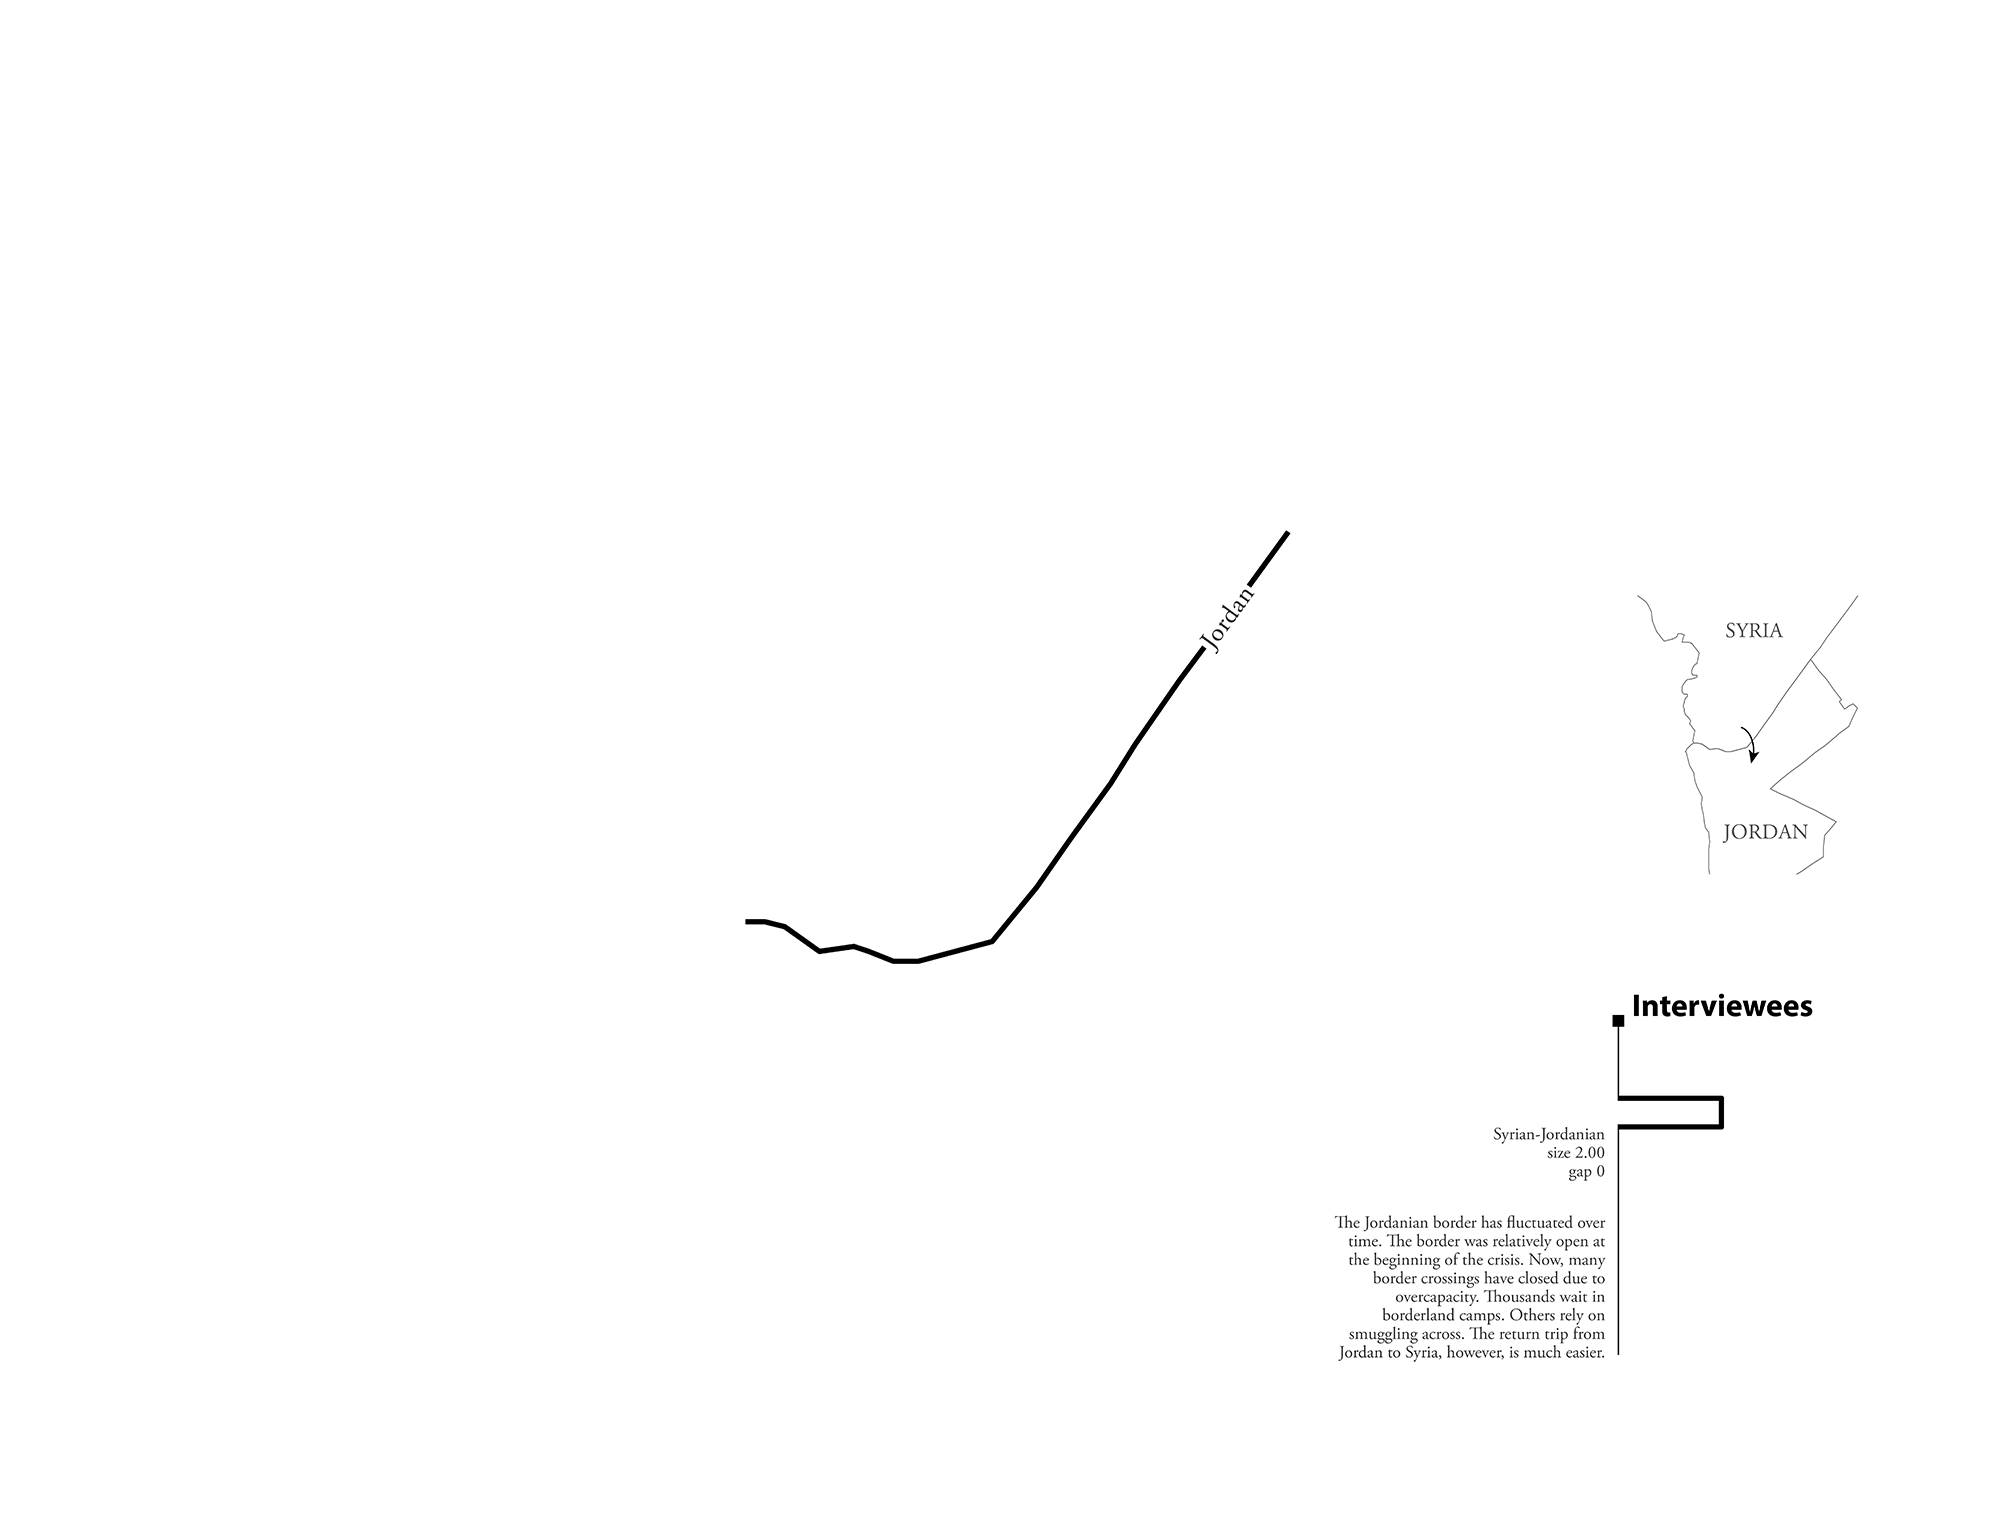 Jordan
SYRIA
JORDAN
Interviewees
Syrian-Jordanian
size 2.00
gap 0
The Jordanian border has fluctuated over
time. The border was relatively open at
the beginning of the crisis. Now, many
border crossings have closed due to
overcapacity. Thousands wait in
borderland camps. Others rely on
smuggling across. The return trip from
Jordan to Syria, however, is much easier.